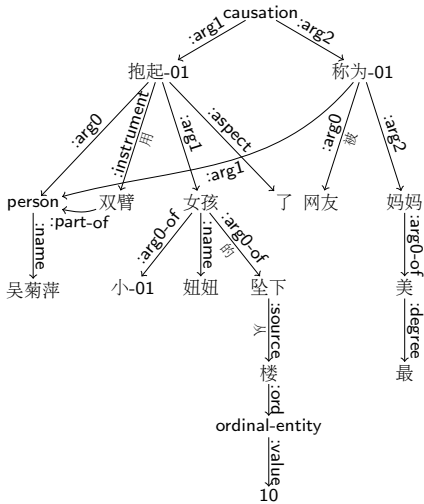 causation
:arg1
:arg2
抱起-01
称为-01
:arg0
:instrument
用
:arg1
:aspect
:arg1
:arg0
被
:arg2
person
双臂
女孩
了
网友
妈妈
:part-of
:name
:arg0-of
:name
:arg0-of
的
:arg0-of
吴菊萍
小-01
妞妞
坠下
美
:source
从
:degree
楼
最
:ord
ordinal-entity
:value
10